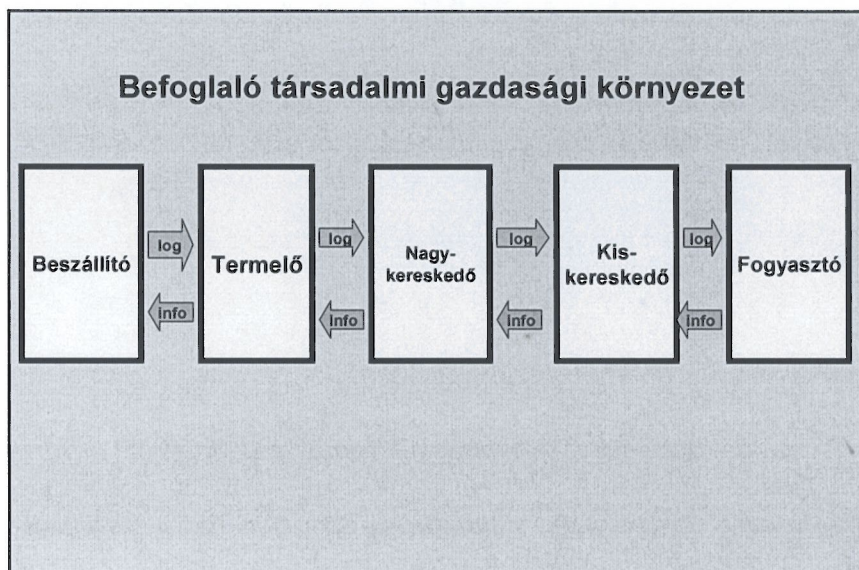 Befoglaló társadalmi gazdasági környezet
Beszállító
log
info
Termelő
log
info
Nagy-
kereskedő
log
info
Kis-
kereskedő
log
info
Fogyasztó